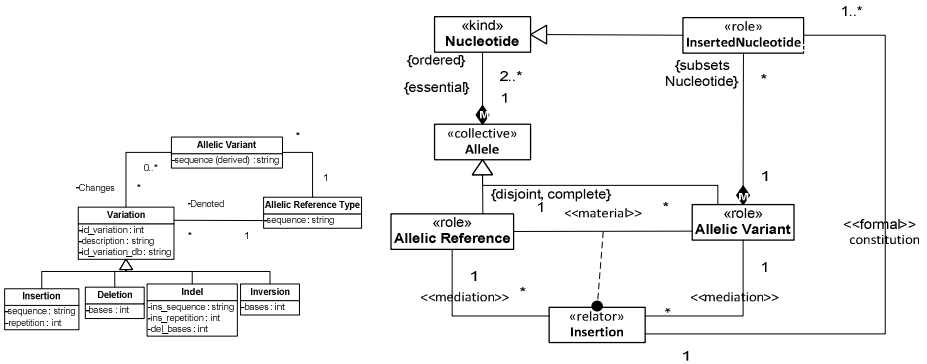 Allelic Variant
-sequence (derived) : string
*
0..*
*
-Changes
1
-Denoted
Allelic Reference Type
-sequence : string
Variation
-id_variation : int
-description : string
-id_variation_db : string
*
1
Insertion
-sequence : string
-repetition : int
Deletion
-bases : int
Indel
-ins_sequence : string
-ins_repetition : int
-del_bases : int
Inversion
-bases : int
1..*
«kind»
Nucleotide
«role»
InsertedNucleotide
{ordered}
{essential}
2..*
1
{subsets
Nucleotide}
*
M
«collective»
Allele
{disjoint, complete}
1
M
1
<<material>>
*
«role»
Allelic Reference
«role»
Allelic Variant
<<formal>>
constitution
1
<<mediation>>
*
1
<<mediation>>
*
«relator»
Insertion
1